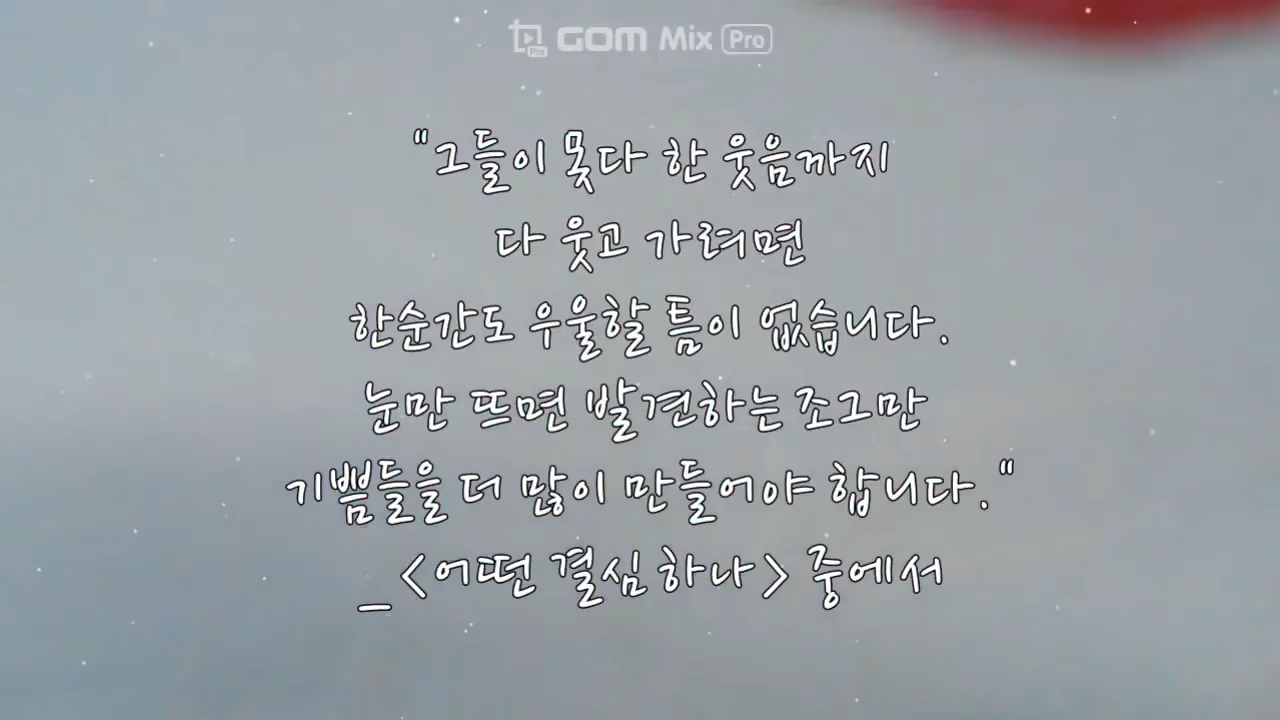 GOM Mix Pro
"그들이 못다 한 웃음까지
다 웃고 가려면
한순간도 우울할 틈이 없습니다.
눈만 뜨면 발견하는 조그만
기쁨들을 더 많이 만들어야 합니다."
_ <어떤 결심 하나> 중에서